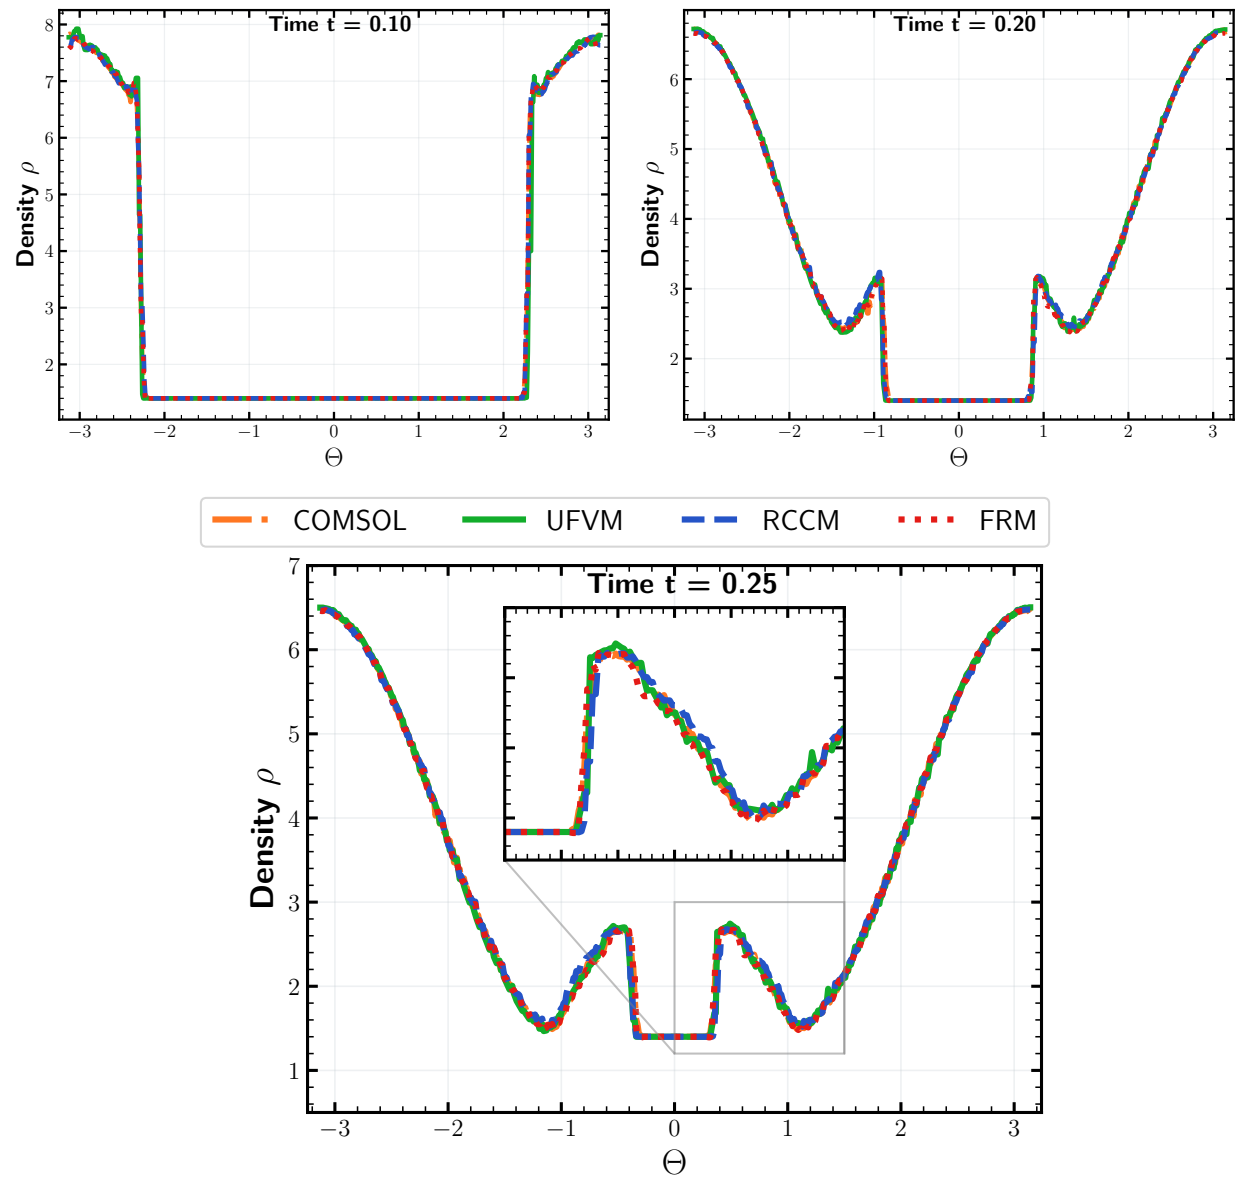 Time t = 0.10
8
7
6
5
4
3
2
Density ρ
−3 −2 −1 0 1 2 3
Θ
Time t = 0.20
6
5
4
3
2
Density ρ
−3 −2 −1 0 1 2 3
Θ
COMSOL UFVM RCCM FRM
Time t = 0.25
7
6
5
4
3
2
1
Density ρ
−3 −2 −1 0 1 2 3
Θ